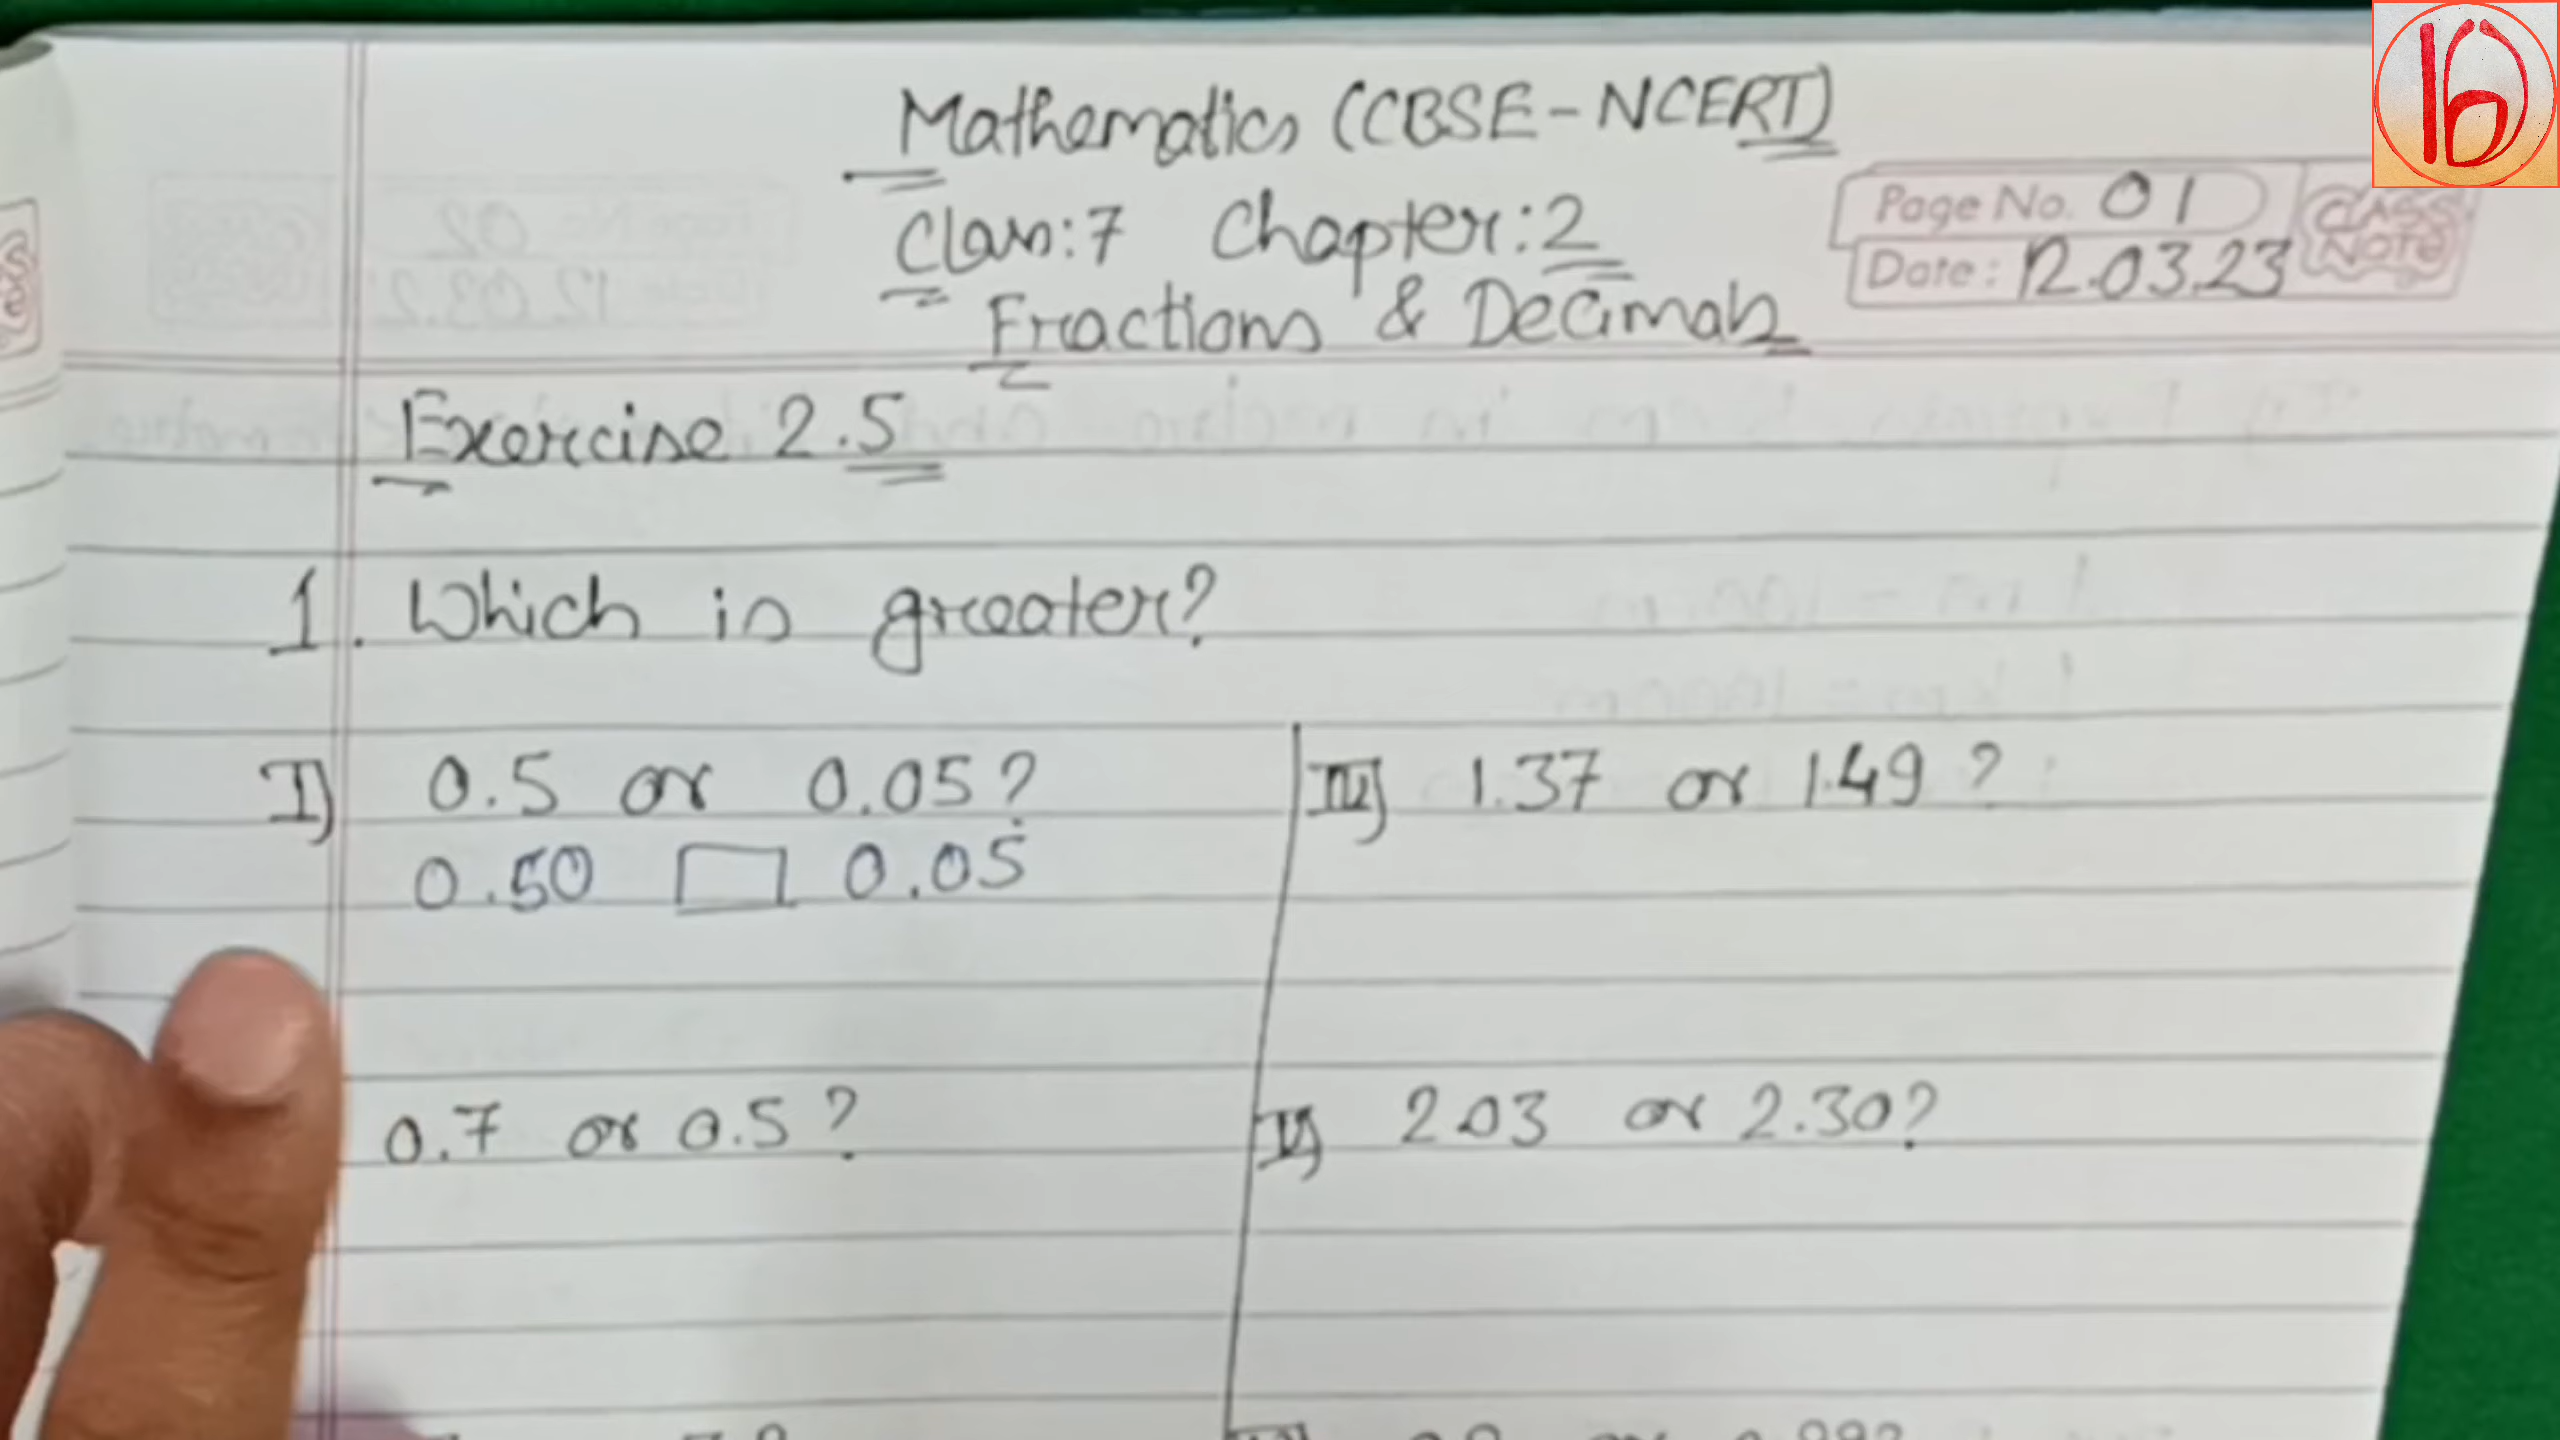 Mathematics (CBSE-NCERT)
Class:7 Chapter:2
Fractions & Decimals
Page No. 01
Date: 12.03.23
CLASS NOTE
Exercise 2.5
1. Which is greater?
I) 0.5 or 0.05?
0.50 0.05
0.7 or 0.5?
IV) 1.37 or 1.49?
V) 2.03 or 2.30?